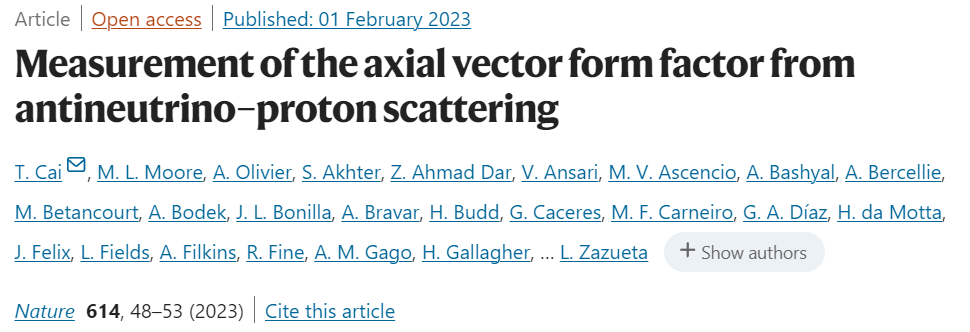 Article | Open access | Published: 01 February 2023
Measurement of the axial vector form factor from
antineutrino–proton scattering
T. Cai, M. L. Moore, A. Olivier, S. Akhter, Z. Ahmad Dar, V. Ansari, M. V. Ascencio, A. Bashyal, A. Bercellie,
M. Betancourt, A. Bodek, J. L. Bonilla, A. Bravar, H. Budd, G. Caceres, M. F. Carneiro, G. A. Díaz, H. da Motta,
J. Felix, L. Fields, A. Filkins, R. Fine, A. M. Gago, H. Gallagher, … L. Zazueta + Show authors
Nature 614, 48–53 (2023) | Cite this article